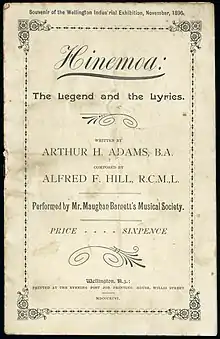 Souvenir of the Wellington Industrial Exhibition, November, 1896.
Hinemoa:
The Legend and the Lyrics.
WRITTEN BY
ARTHUR H. ADAMS, B.A.
COMPOSED BY
ALFRED F. HILL, R.C.M.L.
Performed by Mr. Maughan Barnett's Musical Society.
PRICE . . . . SIXPENCE
Wellington, N.Z.:
PRINTED AT THE EVENING POST JOB PRINTING HOUSE, WILLIS STREET
MDCCCXCVI.